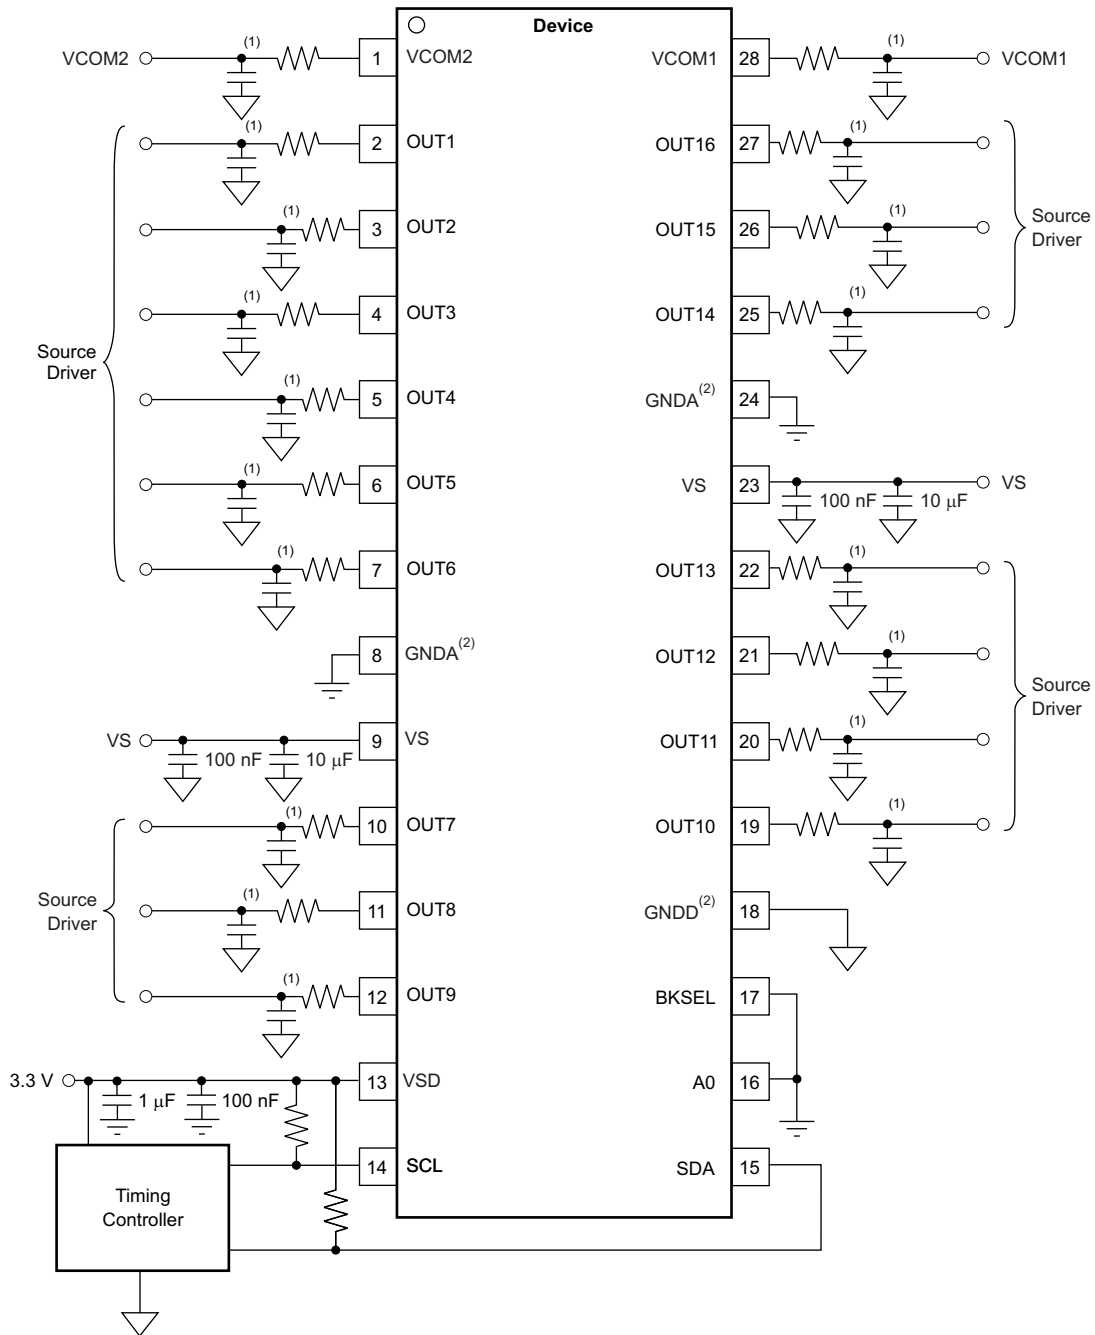 Device
VCOM2 (1) 1 VCOM2
VCOM1 28 (1) VCOM1
(1) 2 OUT1
OUT16 27 (1)
(1) 3 OUT2
OUT15 26 (1)
Source
Driver
(1) 4 OUT3
OUT14 25 (1)
Source
Driver
(1) 5 OUT4
GNDA(2) 24
(1) 6 OUT5
VS 23 100 nF 10 μF VS
(1) 7 OUT6
OUT13 22 (1)
8 GNDA(2)
OUT12 21 (1)
Source
Driver
VS 100 nF 10 μF 9 VS
OUT11 20 (1)
(1) 10 OUT7
OUT10 19 (1)
Source
Driver
(1) 11 OUT8
GNDD(2) 18
(1) 12 OUT9
BKSEL 17
3.3 V 1 μF 100 nF 13 VSD
A0 16
14 SCL
SDA 15
Timing
Controller